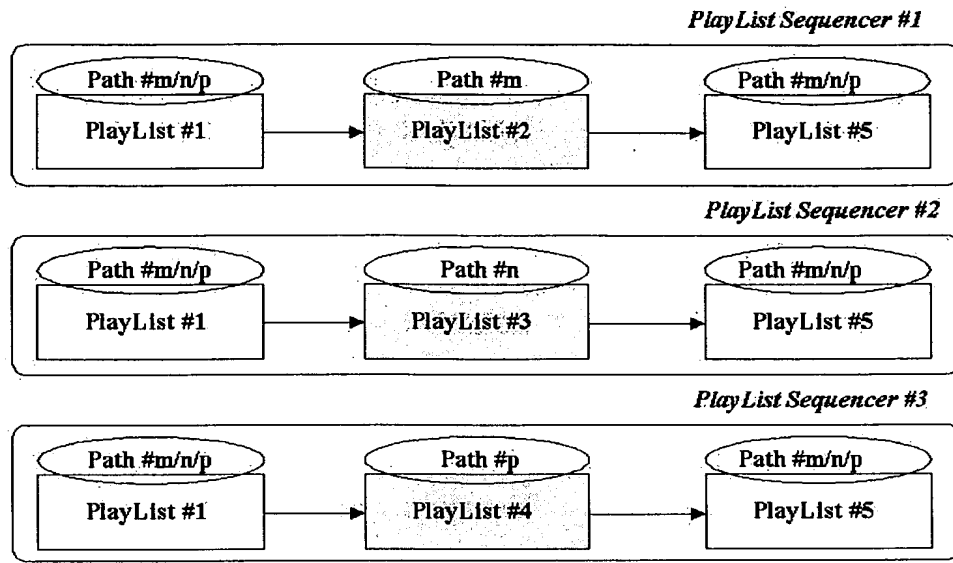 PlayList Sequencer #1
Path #m/n/p
Path #m
Path #m/n/p
PlayList #1
PlayList #2
PlayList #5
PlayList Sequencer #2
Path #m/n/p
Path #n
Path #m/n/p
PlayList #1
PlayList #3
PlayList #5
PlayList Sequencer #3
Path #m/n/p
Path #p
Path #m/n/p
PlayList #1
PlayList #4
PlayList #5